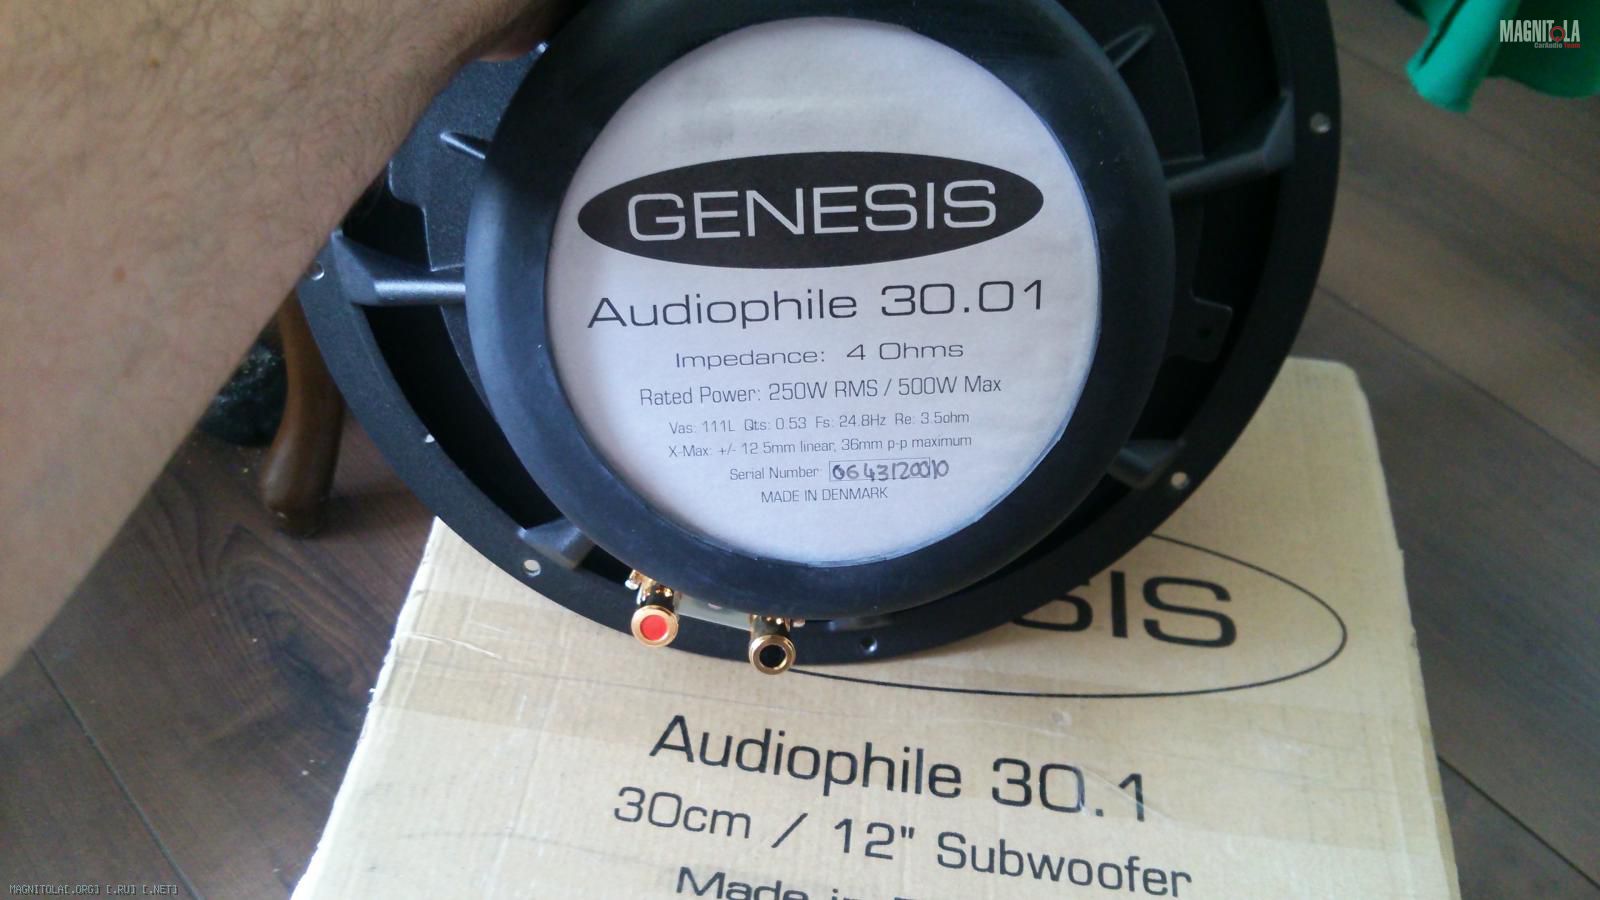 MAGNITOLA
CarAudio Team
GENESIS
Audiophile 30.01
Impedance: 4 Ohms
Rated Power: 250W RMS / 500W Max
Vas: 111L Qts: 0.53 Fs: 24.8Hz Re: 3.5ohm
X-Max: +/- 12.5mm linear, 36mm p-p maximum
Serial Number:
MADE IN DENMARK
SIS
Audiophile 30.1
30cm / 12" Subwoofer
Made in
MAGNITOLA[.ORG] [.RU] [.NET]